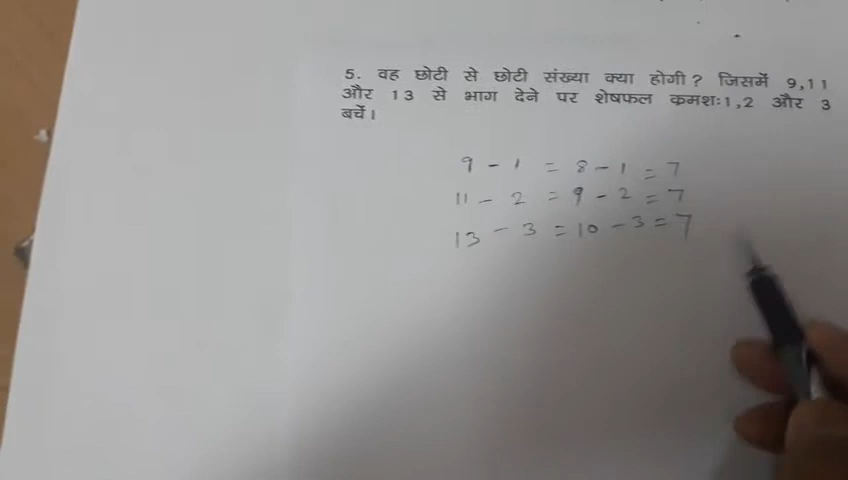 5. वह छोटी से छोटी संख्या क्या होगी? जिसमें 9,11
और 13 से भाग देने पर शेषफल क्रमशः1,2 और 3
बचें।
9 - 1 = 8 - 1 = 7
11 - 2 = 9 - 2 = 7
13 - 3 = 10 - 3 = 7